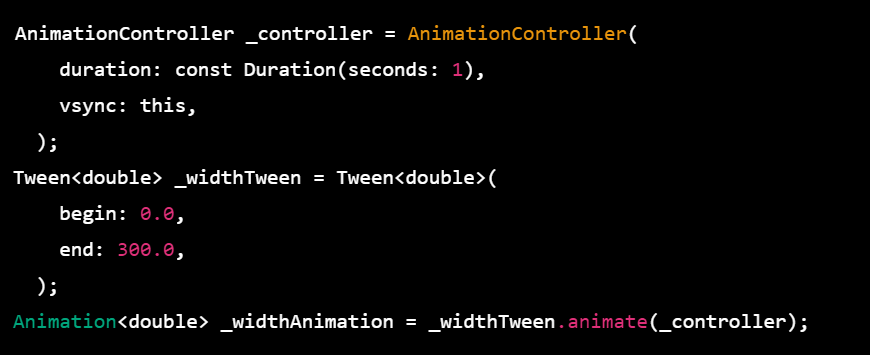 AnimationController _controller = AnimationController(
    duration: const Duration(seconds: 1),
    vsync: this,
  );
Tween<double> _widthTween = Tween<double>(
    begin: 0.0,
    end: 300.0,
  );
Animation<double> _widthAnimation = _widthTween.animate(_controller);